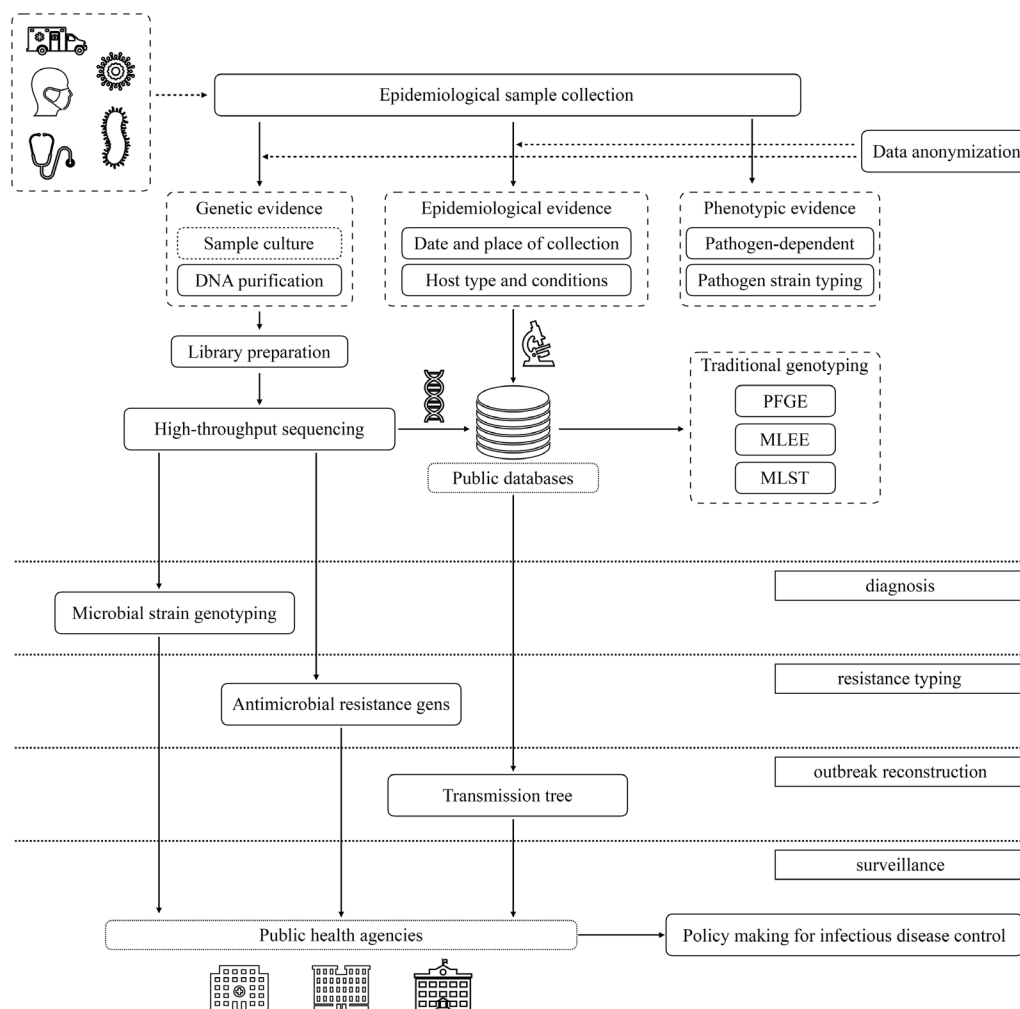 Epidemiological sample collection
Data anonymization
Genetic evidence
Sample culture
DNA purification
Epidemiological evidence
Date and place of collection
Host type and conditions
Phenotypic evidence
Pathogen-dependent
Pathogen strain typing
Library preparation
High-throughput sequencing
Public databases
Traditional genotyping
PFGE
MLEE
MLST
diagnosis
Microbial strain genotyping
resistance typing
Antimicrobial resistance gens
outbreak reconstruction
Transmission tree
surveillance
Public health agencies
Policy making for infectious disease control